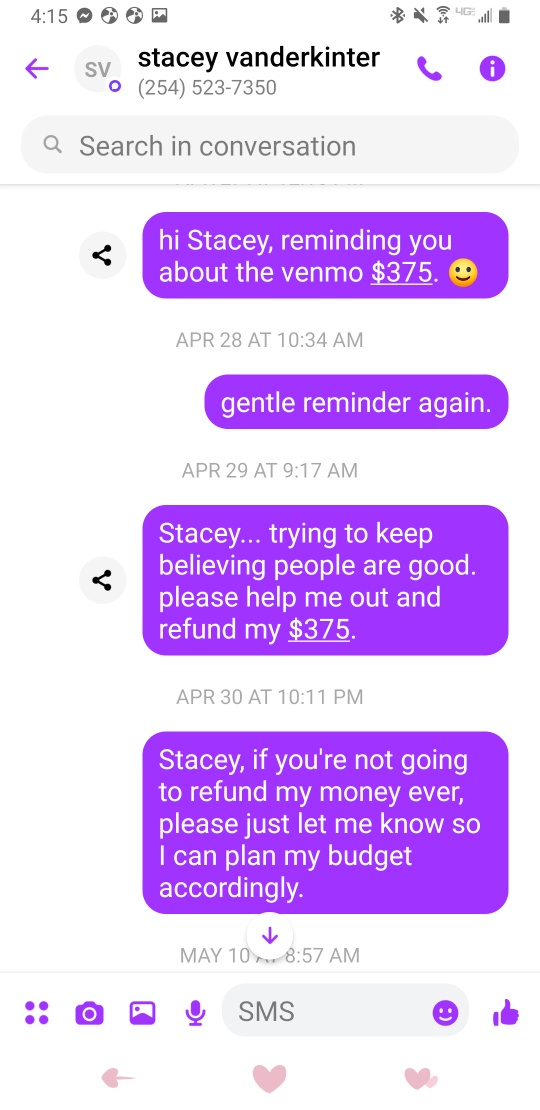 4:15
4G
stacey vanderkinter
SV
(254) 523-7350
Search in conversation
hi Stacey, reminding you
about the venmo $375. 🙂
APR 28 AT 10:34 AM
gentle reminder again.
APR 29 AT 9:17 AM
Stacey... trying to keep
believing people are good.
please help me out and
refund my $375.
APR 30 AT 10:11 PM
Stacey, if you're not going
to refund my money ever,
please just let me know so
I can plan my budget
accordingly.
MAY 10 AT 8:57 AM
SMS